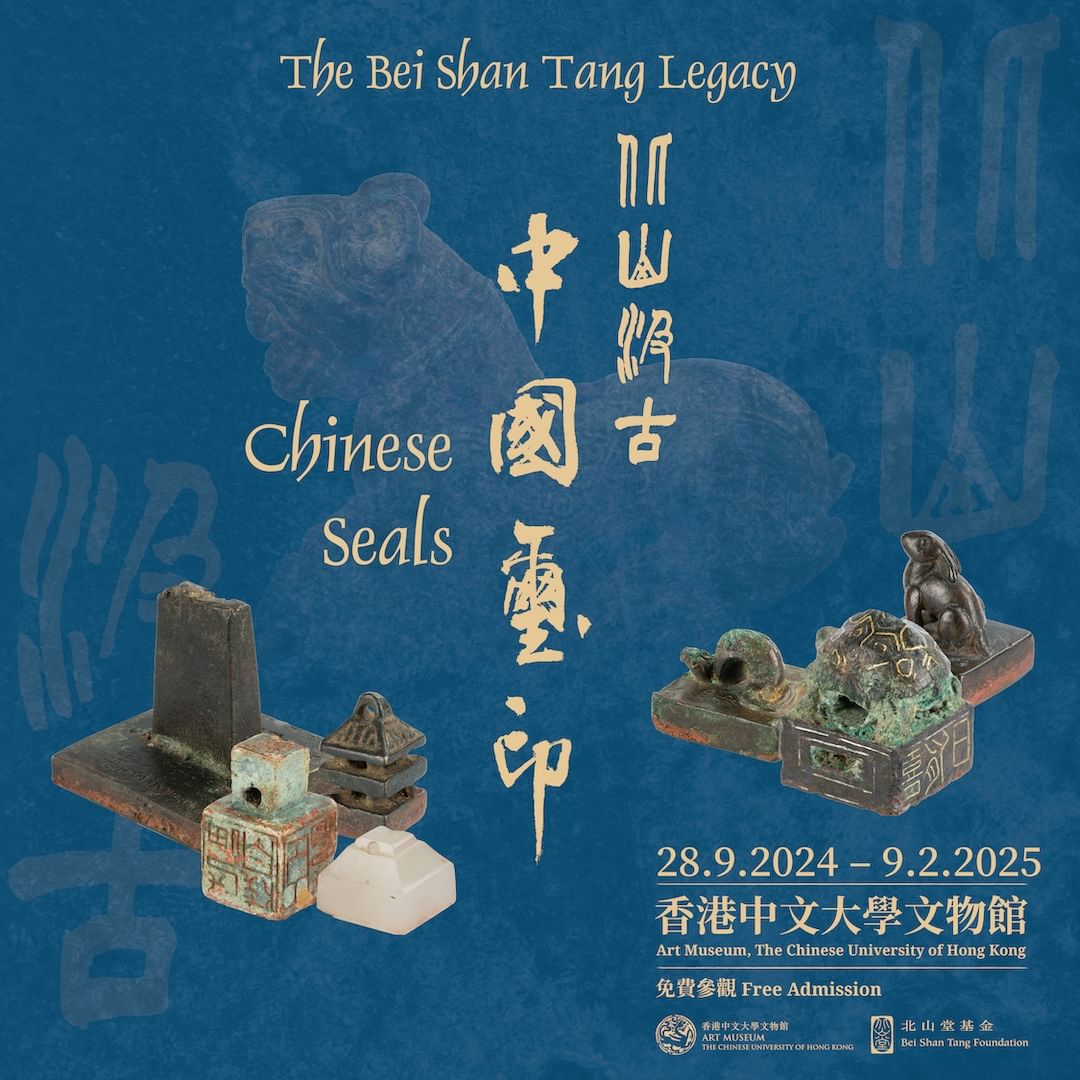 The Bei Shan Tang Legacy
北山汲古
中國璽印
Chinese
Seals
28.9.2024 – 9.2.2025
香港中文大學文物館
Art Museum, The Chinese University of Hong Kong
免費參觀 Free Admission
香港中文大學文物館
ART MUSEUM
THE CHINESE UNIVERSITY OF HONG KONG
北山堂基金
Bei Shan Tang Foundation